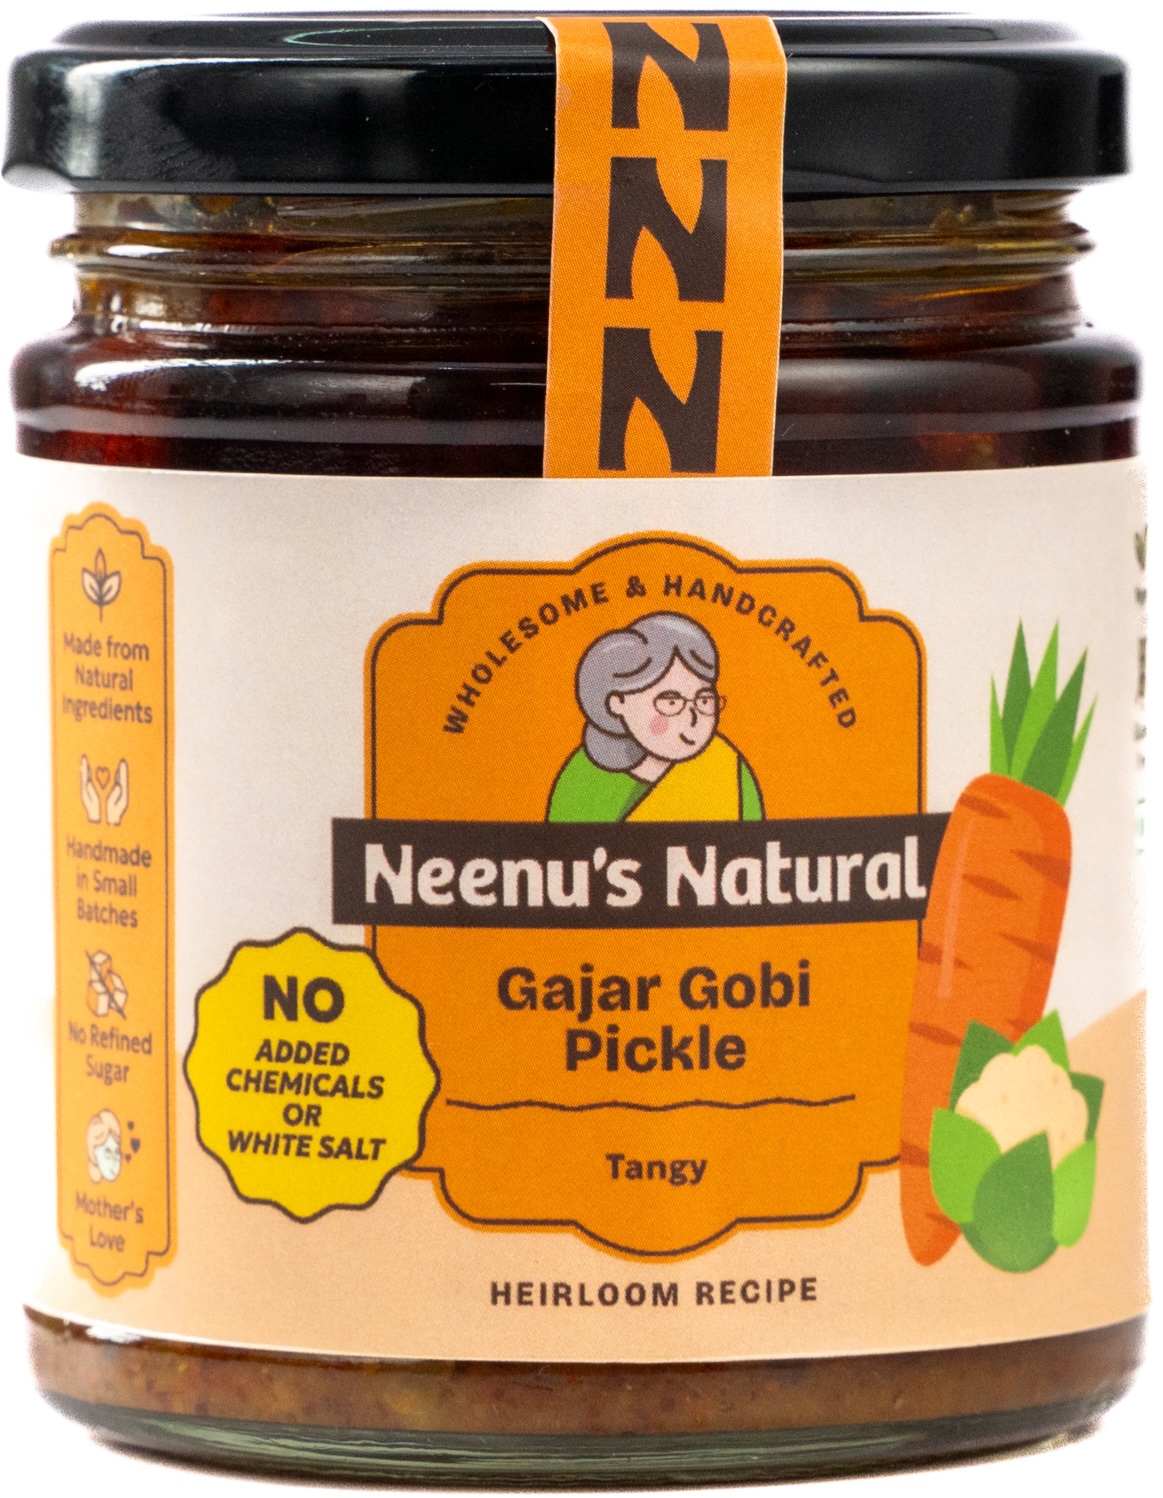 N
N
N
WHOLESOME & HANDCRAFTED
Neenu's Natural
Gajar Gobi
Pickle
Tangy
HEIRLOOM RECIPE
NO
ADDED
CHEMICALS
OR
WHITE SALT
Made from
Natural
Ingredients
Handmade
in Small
Batches
No Refined
Sugar
Mother's
Love